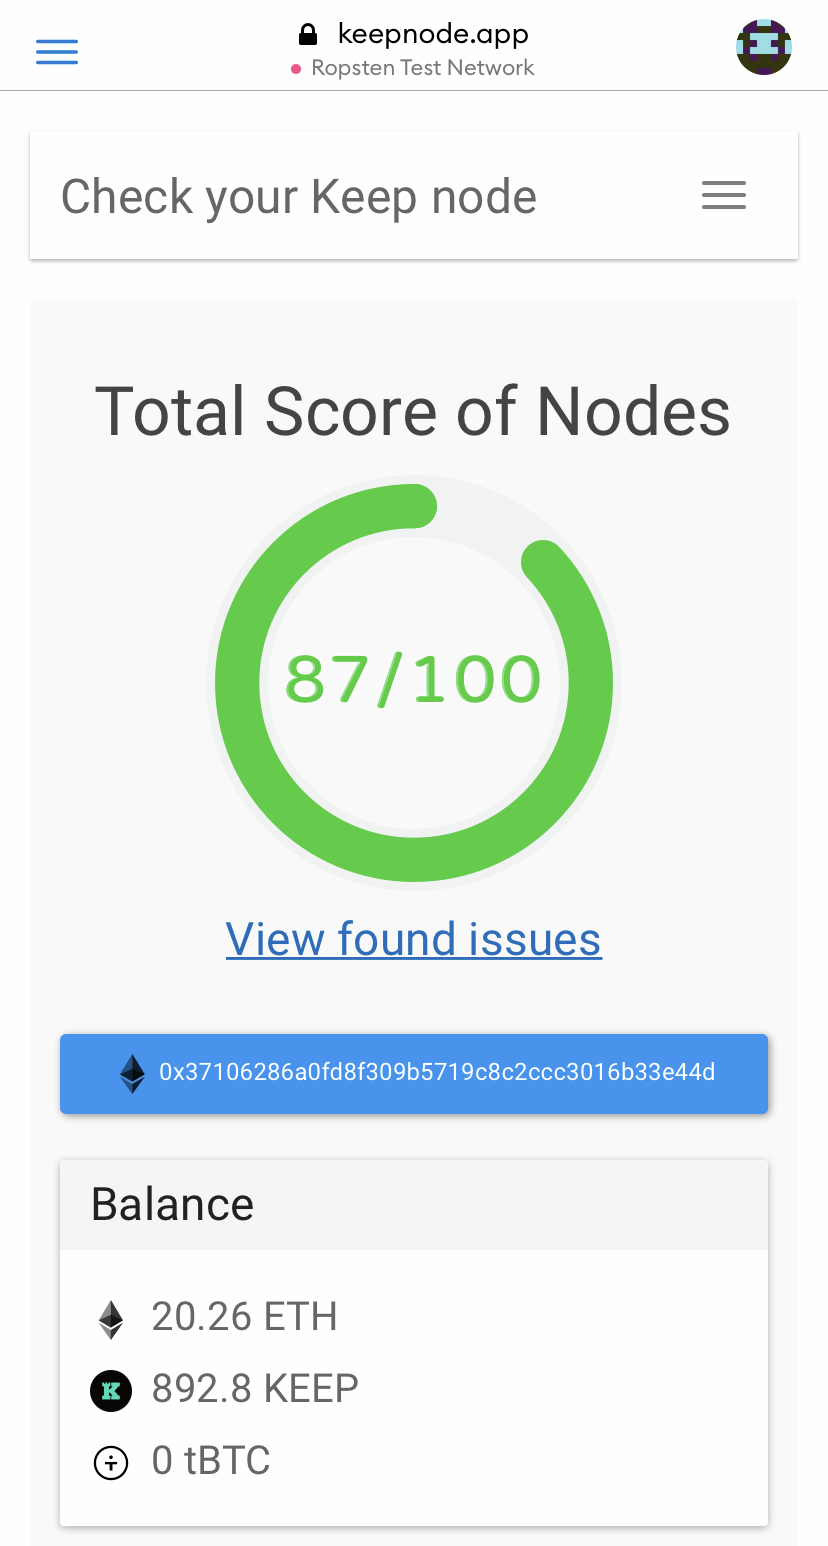 keepnode.app
Ropsten Test Network
Check your Keep node
Total Score of Nodes
87/100
View found issues
0x37106286a0fd8f309b5719c8c2ccc3016b33e44d
Balance
20.26 ETH
K
892.8 KEEP
0 tBTC